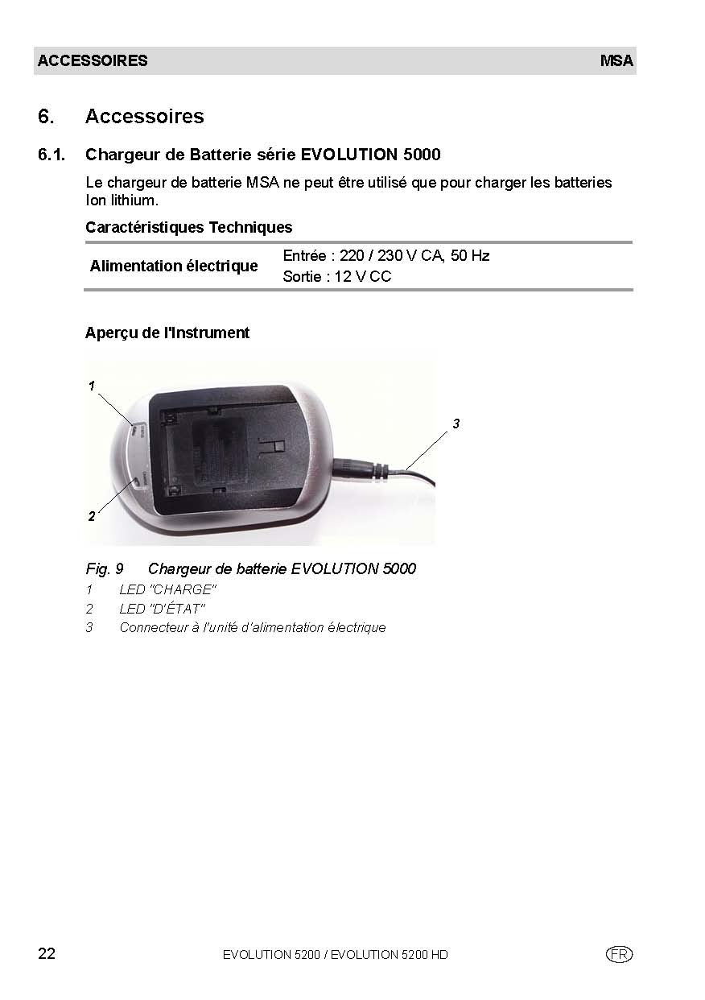 ACCESSOIRES MSA
6. Accessoires
6.1. Chargeur de Batterie série EVOLUTION 5000
Le chargeur de batterie MSA ne peut être utilisé que pour charger les batteries
Ion lithium.
Caractéristiques Techniques
Alimentation électrique
Entrée : 220 / 230 V CA, 50 Hz
Sortie : 12 V CC
Aperçu de l'Instrument
1
3
2
Fig. 9 Chargeur de batterie EVOLUTION 5000
1 LED "CHARGE"
2 LED "D'ÉTAT"
3 Connecteur à l'unité d'alimentation électrique
22 EVOLUTION 5200 / EVOLUTION 5200 HD FR